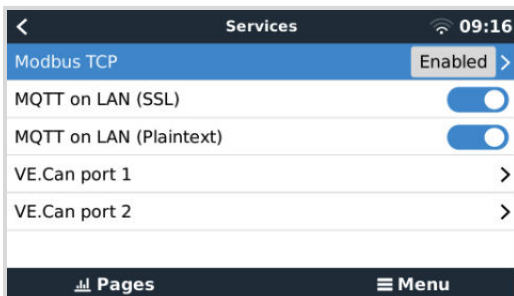 Services 09:16
Modbus TCP Enabled
MQTT on LAN (SSL)
MQTT on LAN (Plaintext)
VE.Can port 1
VE.Can port 2
Pages Menu